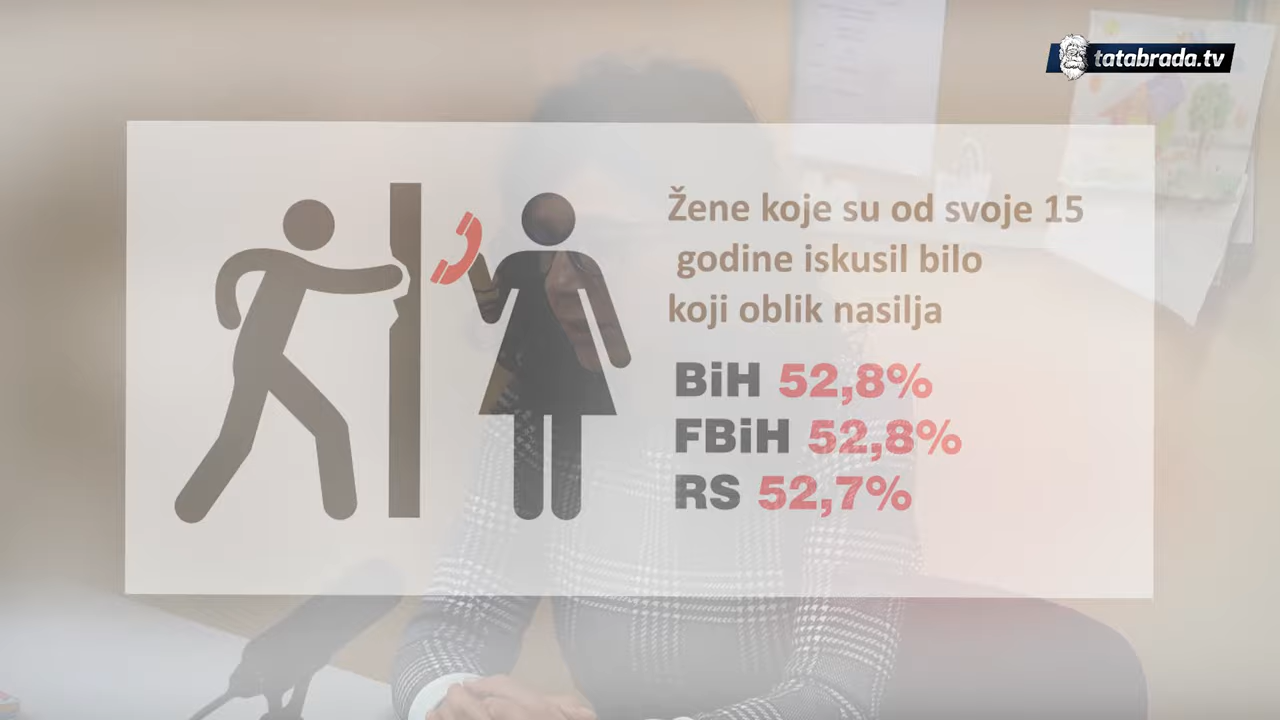 tatabrada.tv
Žene koje su od svoje 15
godine iskusil bilo
koji oblik nasilja
BiH 52,8%
FBiH 52,8%
RS 52,7%